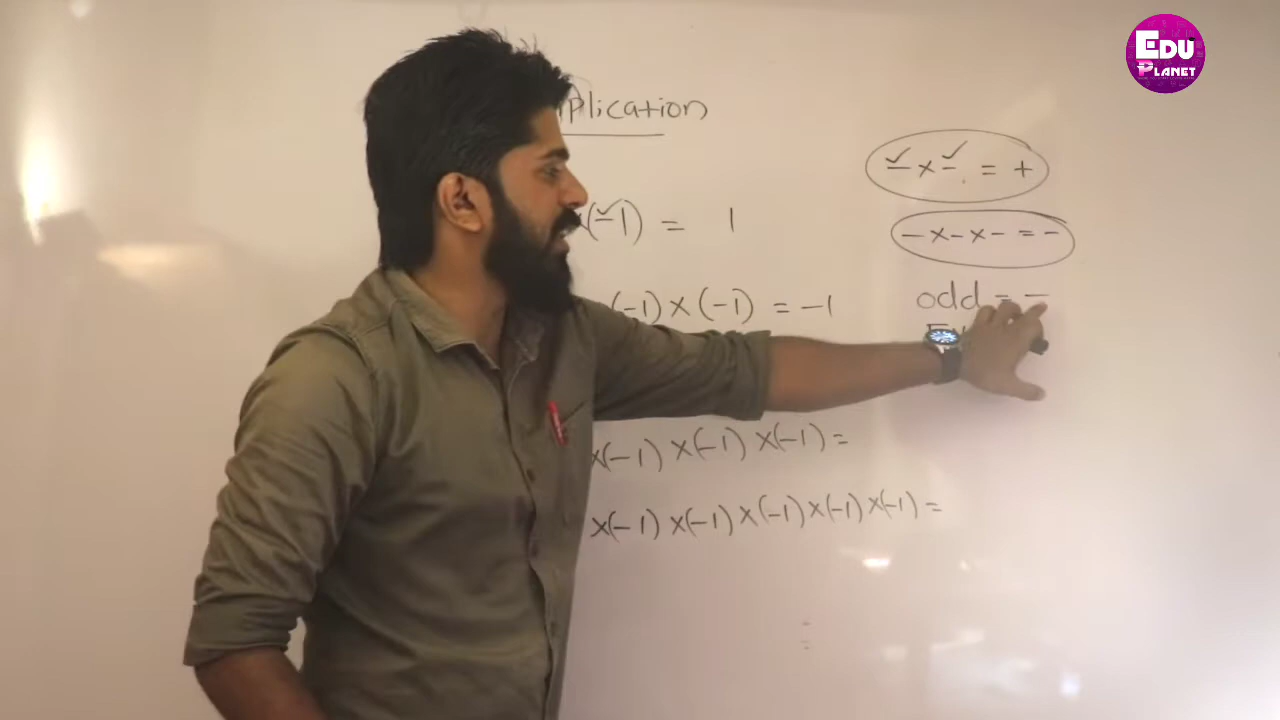 EDU
PLANET
plication
- x - = +
x(-1) = 1
- x - x - = -
(-1) x (-1) = -1
odd = -
x(-1) x(-1) x(-1) =
x(-1) x(-1) x(-1) x(-1) x(-1) =
=